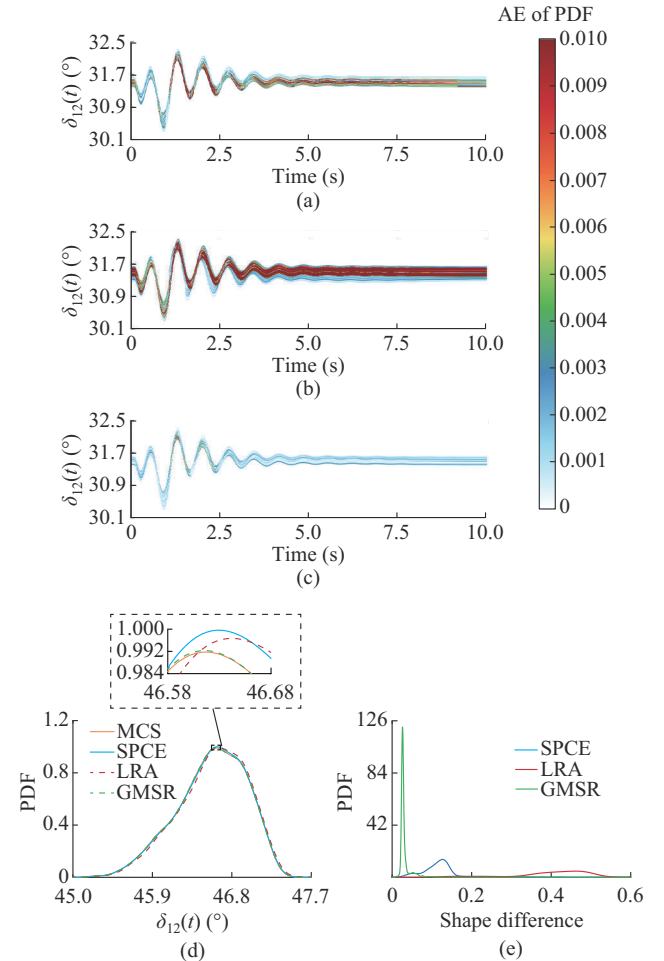 AE of PDF
0.010
0.009
0.008
0.007
0.006
0.005
0.004
0.003
0.002
0.001
0
32.5
31.7
30.9
30.1
δ12(t) (°)
0 2.5 5.0 7.5 10.0
Time (s)
(a)
32.5
31.7
30.9
30.1
δ12(t) (°)
0 2.5 5.0 7.5 10.0
Time (s)
(b)
32.5
31.7
30.9
30.1
δ12(t) (°)
0 2.5 5.0 7.5 10.0
Time (s)
(c)
1.000
0.992
0.984
46.58 46.68
1.2
0.8
0.4
0
PDF
MCS
SPCE
LRA
GMSR
45.0 45.9 46.8 47.7
δ12(t) (°)
(d)
126
84
42
PDF
SPCE
LRA
GMSR
0 0.2 0.4 0.6
Shape difference
(e)